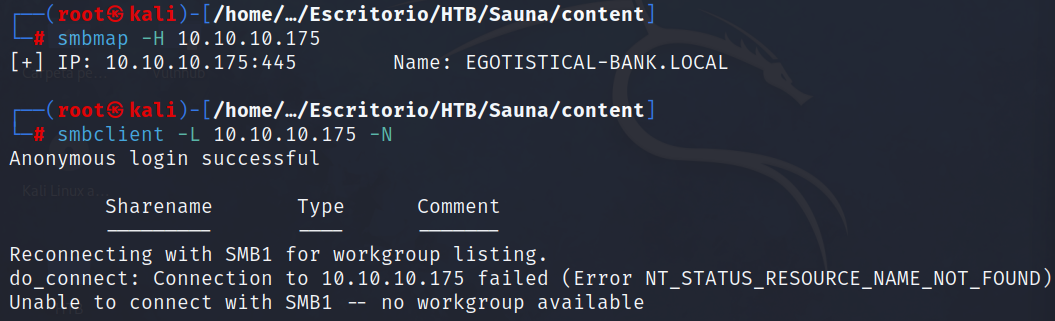 ┌──(root㉿kali)-[/home/…/Escritorio/HTB/Sauna/content]
└─# smbmap -H 10.10.10.175
[+] IP: 10.10.10.175:445        Name: EGOTISTICAL-BANK.LOCAL
┌──(root㉿kali)-[/home/…/Escritorio/HTB/Sauna/content]
└─# smbclient -L 10.10.10.175 -N
Anonymous login successful
Kali Linux a…
        Sharename       Type      Comment
        ---------       ----      -------
Reconnecting with SMB1 for workgroup listing.
do_connect: Connection to 10.10.10.175 failed (Error NT_STATUS_RESOURCE_NAME_NOT_FOUND)
Unable to connect with SMB1 -- no workgroup available